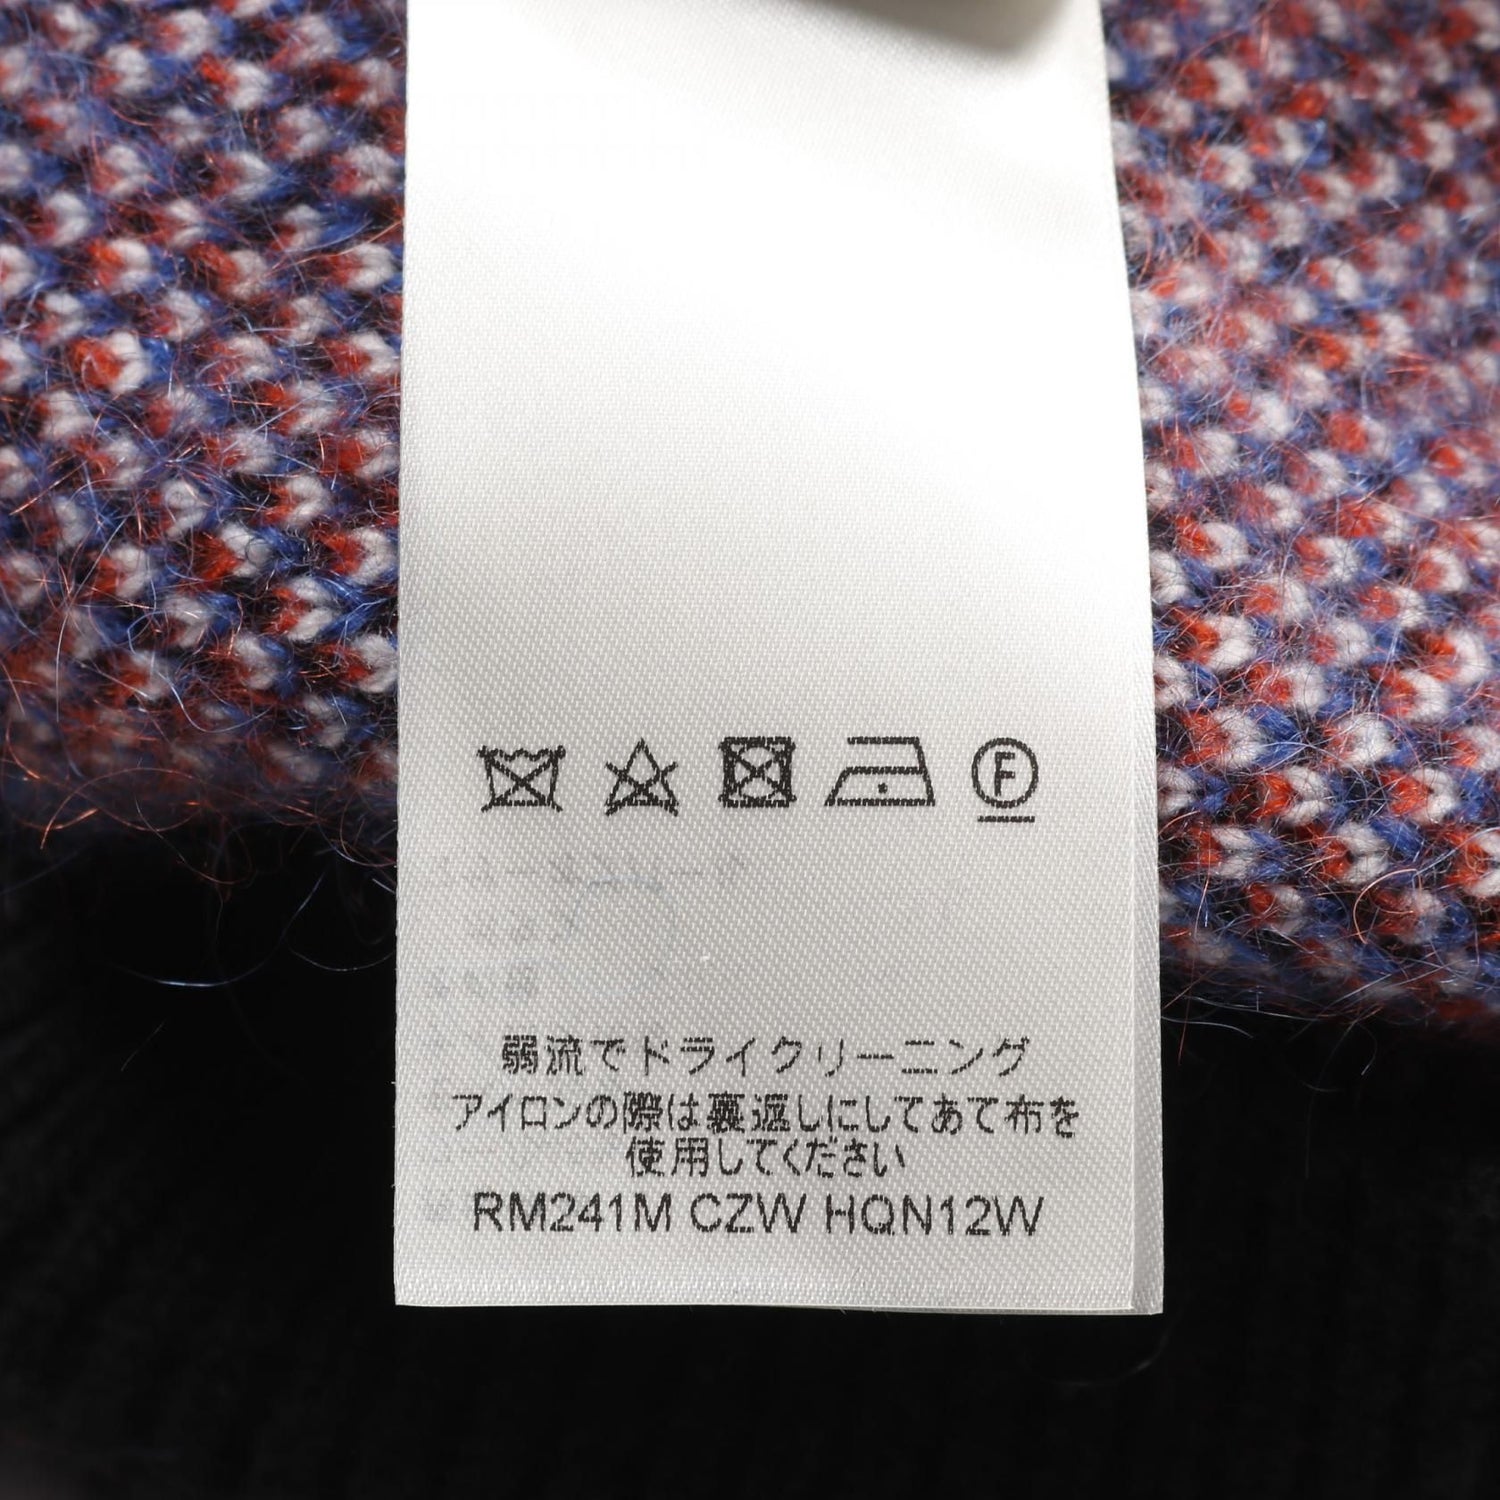 F
弱流でドライクリーニング
アイロンの際は裏返しにしてあて布を
使用してください
RM241M CZW HQN12W